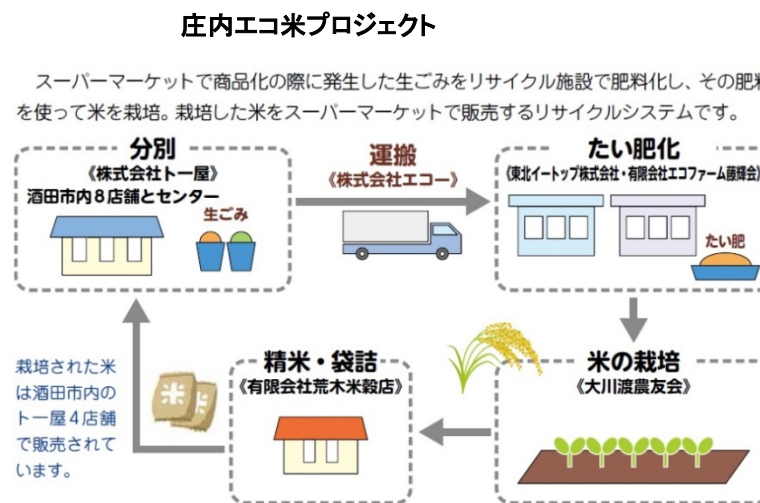 庄内エコ米プロジェクト
スーパーマーケットで商品化の際に発生した生ごみをリサイクル施設で肥料化し、その肥料
を使って米を栽培。栽培した米をスーパーマーケットで販売するリサイクルシステムです。
分別
《株式会社トー屋》
酒田市内8店舗とセンター
生ごみ
運搬
《株式会社エコー》
たい肥化
《東北イートップ株式会社・有限会社エコファーム藤輝会》
たい肥
米の栽培
《大川渡農友会》
精米・袋詰
《有限会社荒木米穀店》
米
栽培された米
は酒田市内の
トー屋4店舗
で販売されて
います。